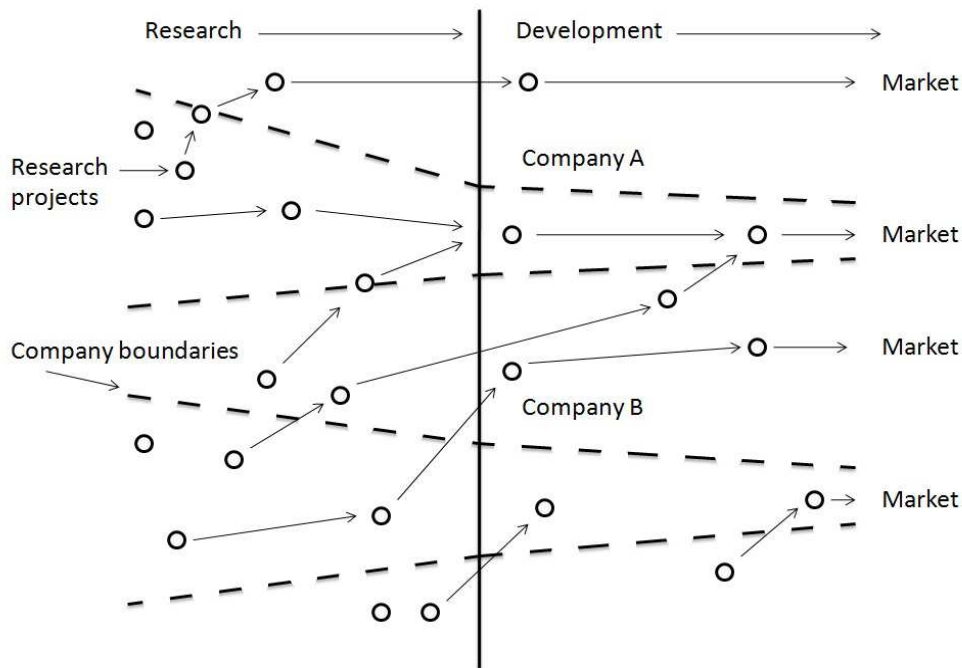 Research
Development
Market
Company A
Research
projects
Market
Company boundaries
Market
Company B
Market